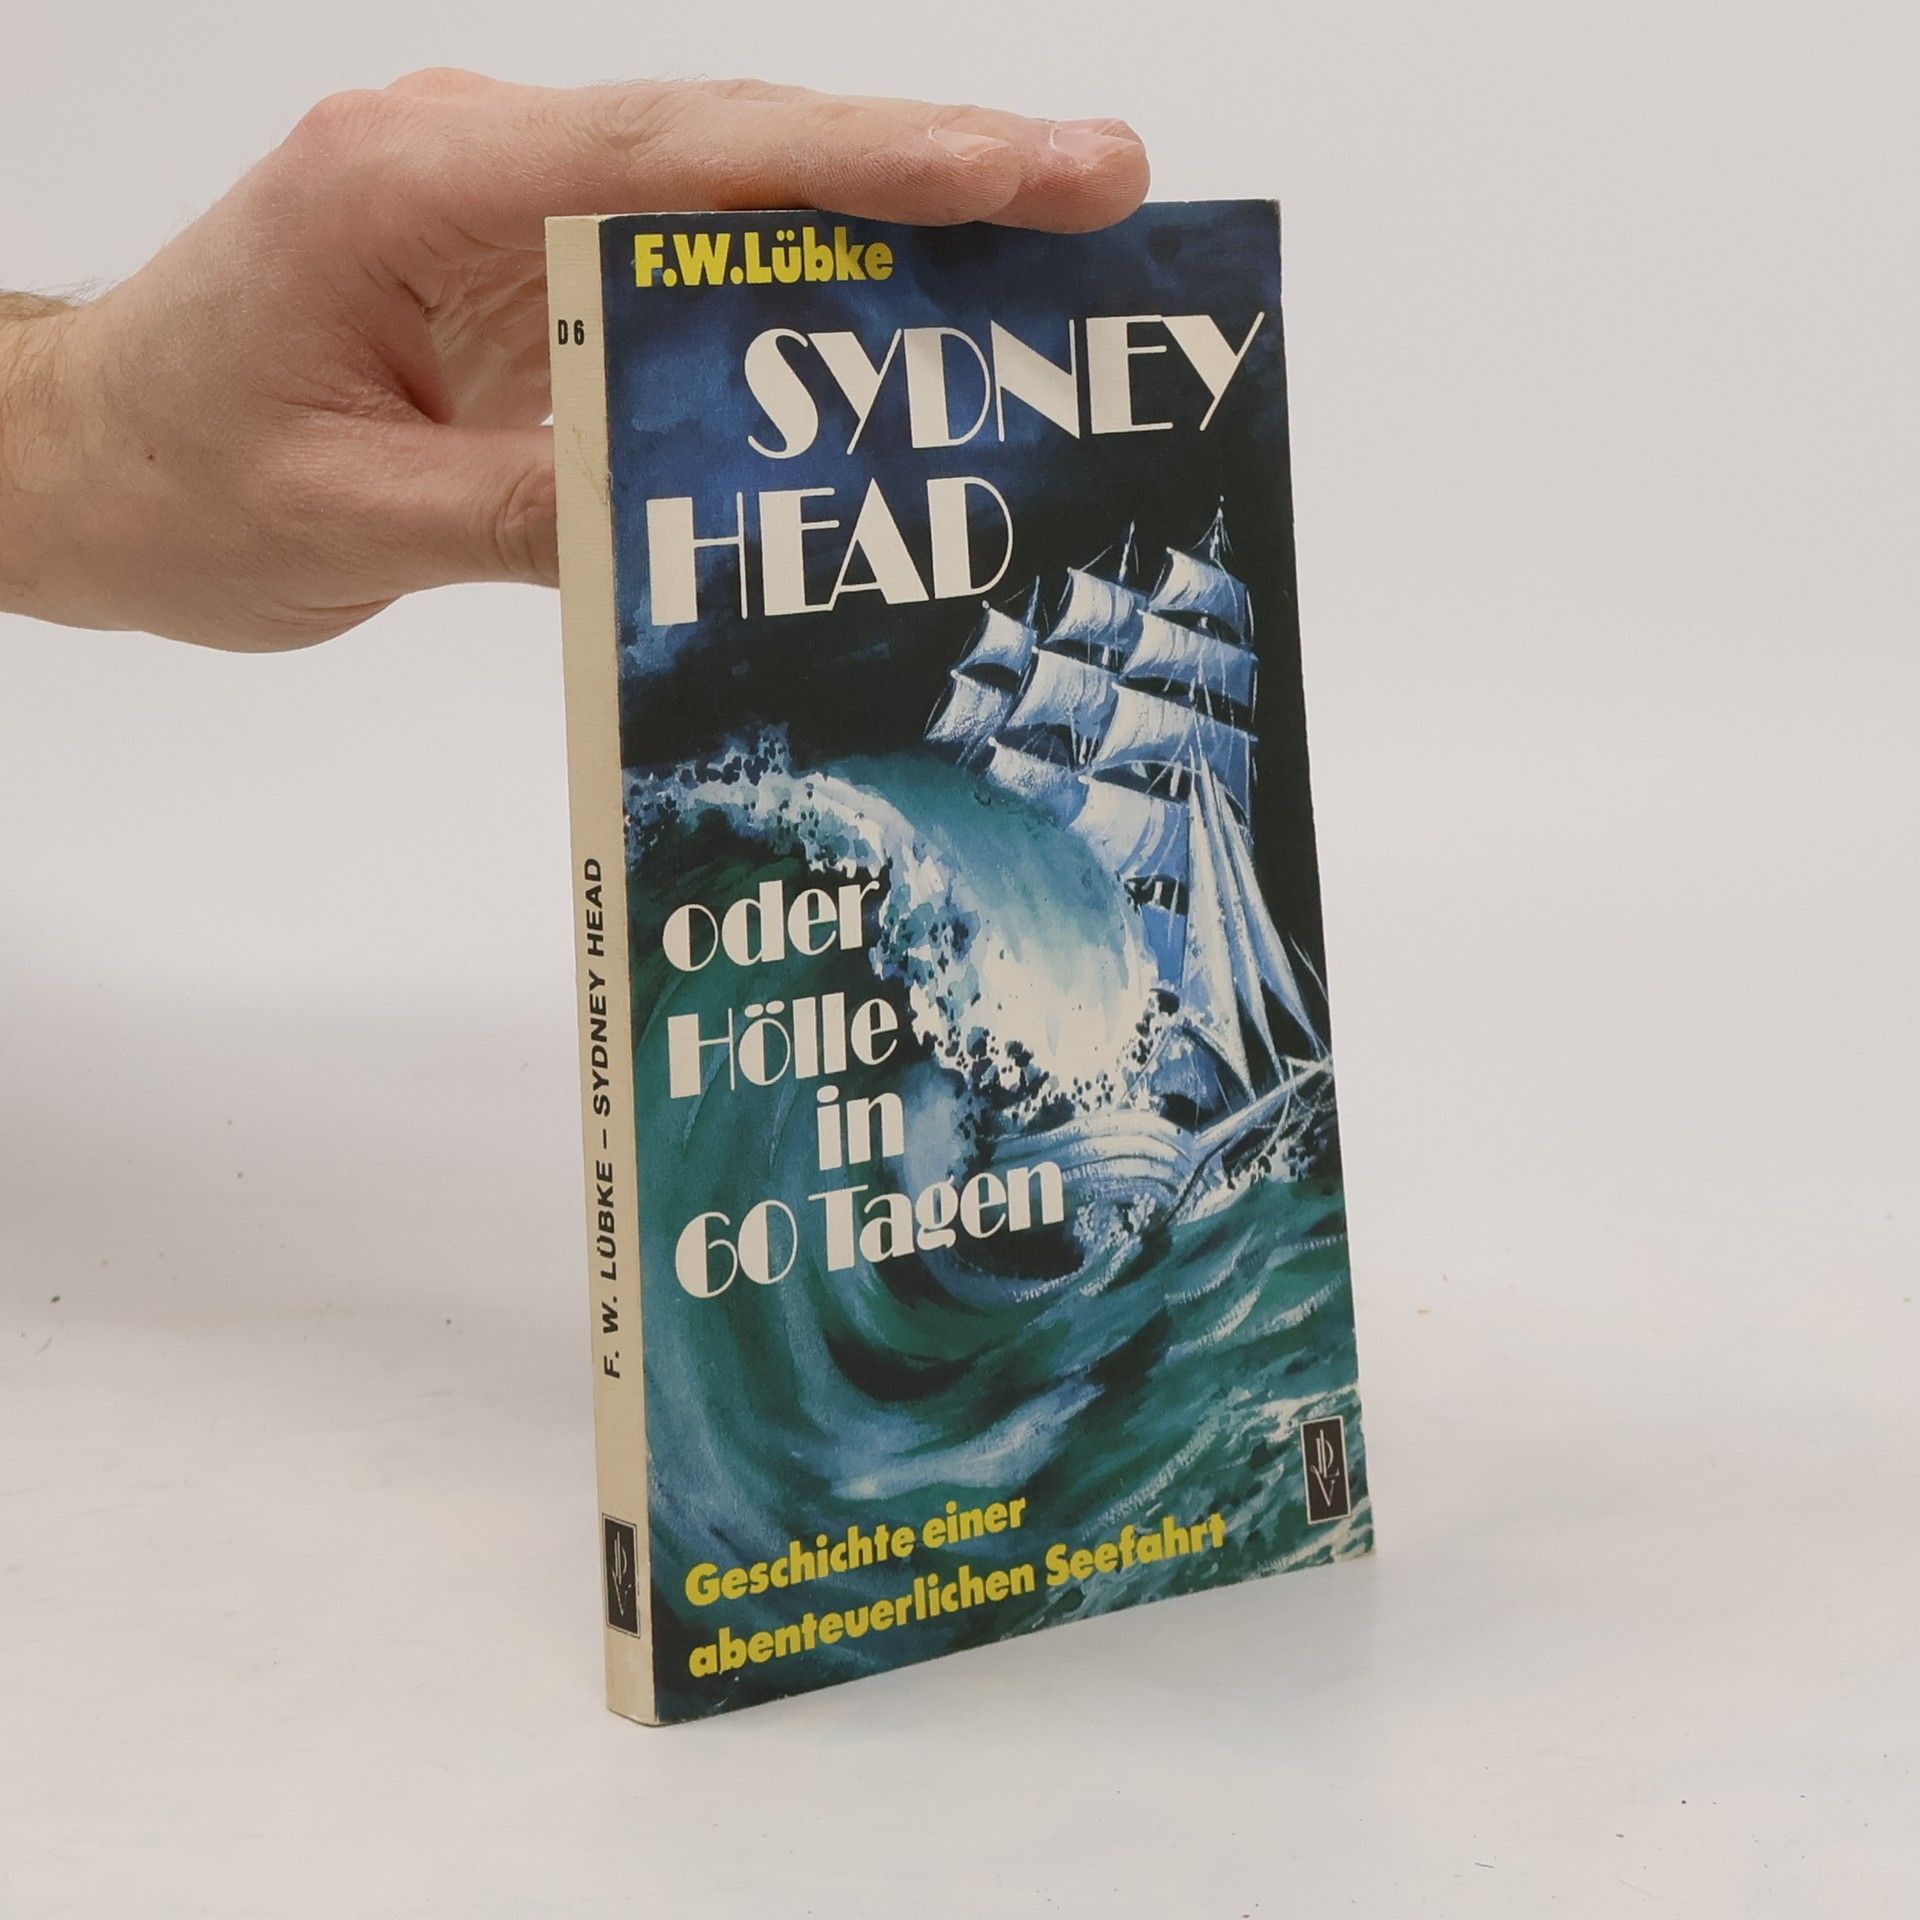 F.W.Lübke
SYDNEY
HEAD
oder
Hölle
in
60 Tagen
Geschichte einer
abenteuerlichen Seefahrt
D6
F. W. LÜBKE – SYDNEY HEAD